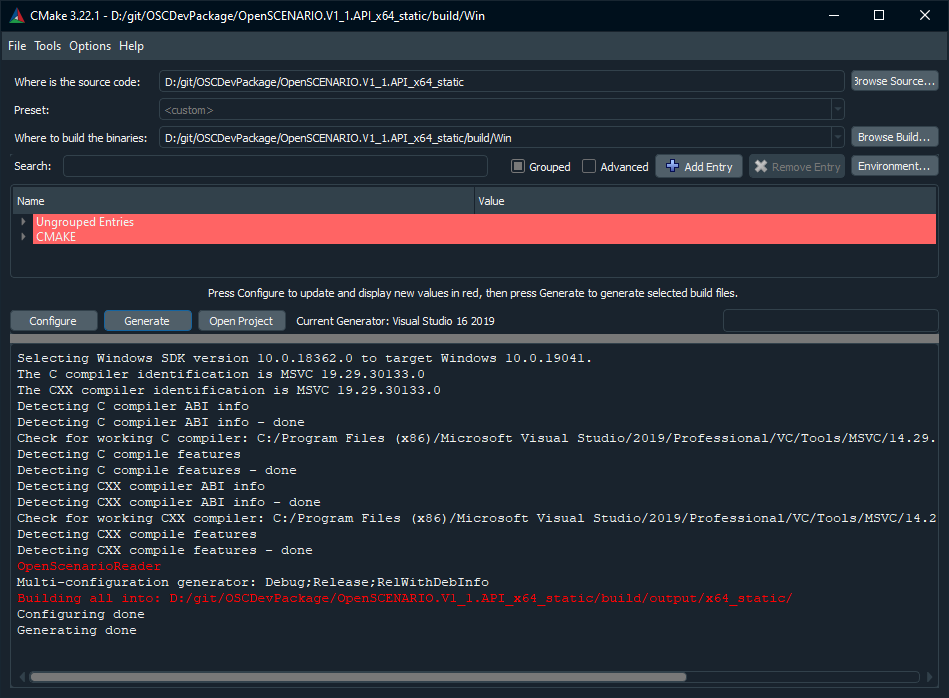 CMake 3.22.1 - D:/git/OSCDevPackage/OpenSCENARIO.V1_1.API_x64_static/build/Win
File Tools Options Help
Where is the source code: D:/git/OSCDevPackage/OpenSCENARIO.V1_1.API_x64_static Browse Source...
Preset: <custom>
Where to build the binaries: D:/git/OSCDevPackage/OpenSCENARIO.V1_1.API_x64_static/build/Win Browse Build...
Search: Grouped Advanced Add Entry Remove Entry Environment...
Name Value
Ungrouped Entries
CMAKE
Press Configure to update and display new values in red, then press Generate to generate selected build files.
Configure Generate Open Project Current Generator: Visual Studio 16 2019
Selecting Windows SDK version 10.0.18362.0 to target Windows 10.0.19041.
The C compiler identification is MSVC 19.29.30133.0
The CXX compiler identification is MSVC 19.29.30133.0
Detecting C compiler ABI info
Detecting C compiler ABI info - done
Check for working C compiler: C:/Program Files (x86)/Microsoft Visual Studio/2019/Professional/VC/Tools/MSVC/14.29.
Detecting C compile features
Detecting C compile features - done
Detecting CXX compiler ABI info
Detecting CXX compiler ABI info - done
Check for working CXX compiler: C:/Program Files (x86)/Microsoft Visual Studio/2019/Professional/VC/Tools/MSVC/14.2
Detecting CXX compile features
Detecting CXX compile features - done
OpenScenarioReader
Multi-configuration generator: Debug;Release;RelWithDebInfo
Building all into: D:/git/OSCDevPackage/OpenSCENARIO.V1_1.API_x64_static/build/output/x64_static/
Configuring done
Generating done